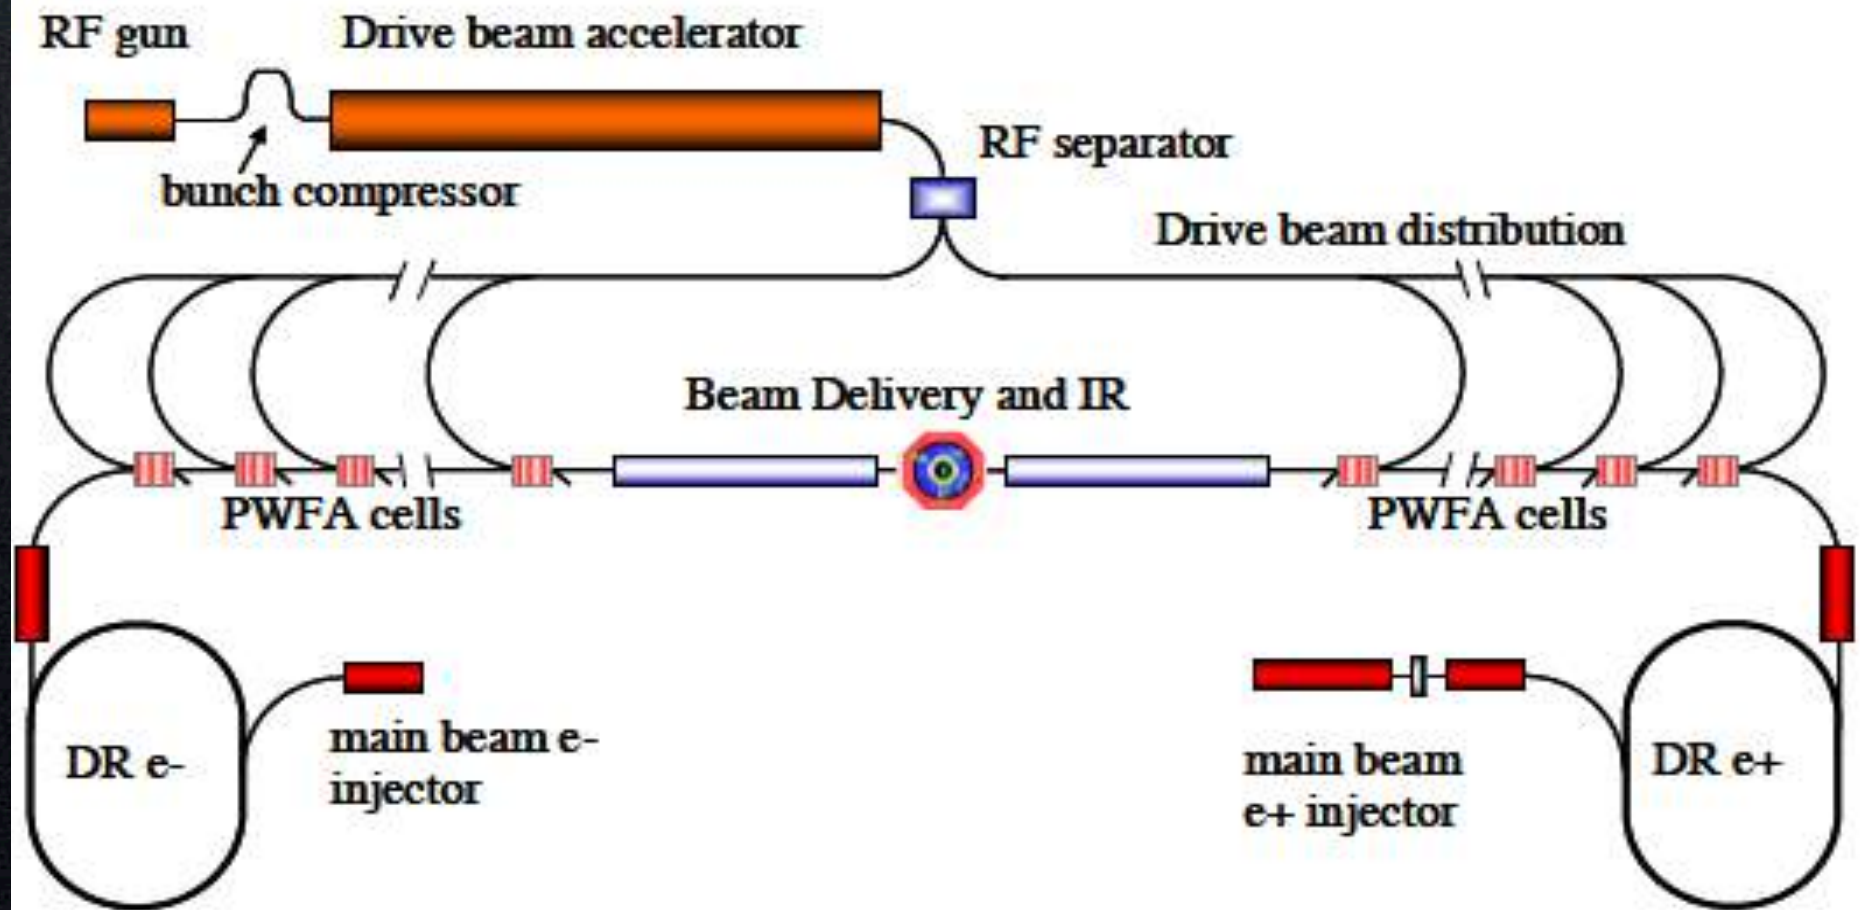 RF gun
Drive beam accelerator
RF separator
bunch compressor
Drive beam distribution
Beam Delivery and IR
PWFA cells
PWFA cells
main beam e-
injector
DR e-
main beam
e+ injector
DR e+